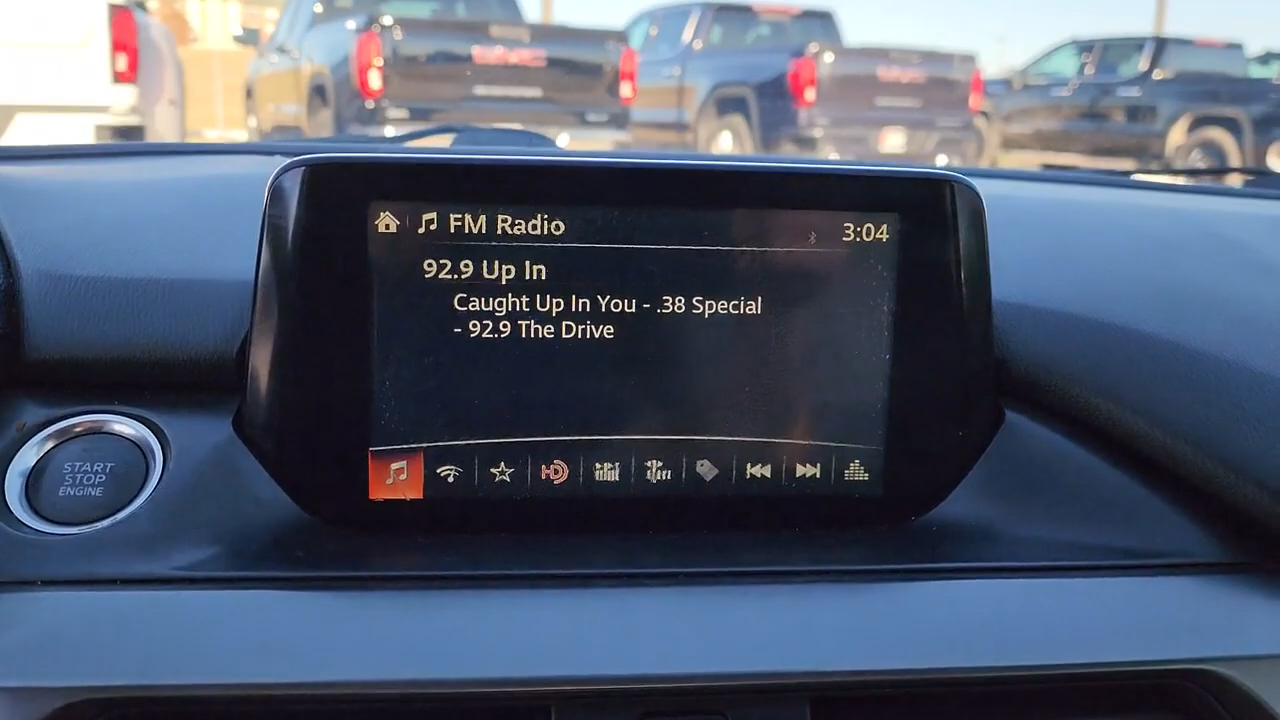 GMC
FM Radio
3:04
92.9 Up In
Caught Up In You - .38 Special
- 92.9 The Drive
HD
START
STOP
ENGINE